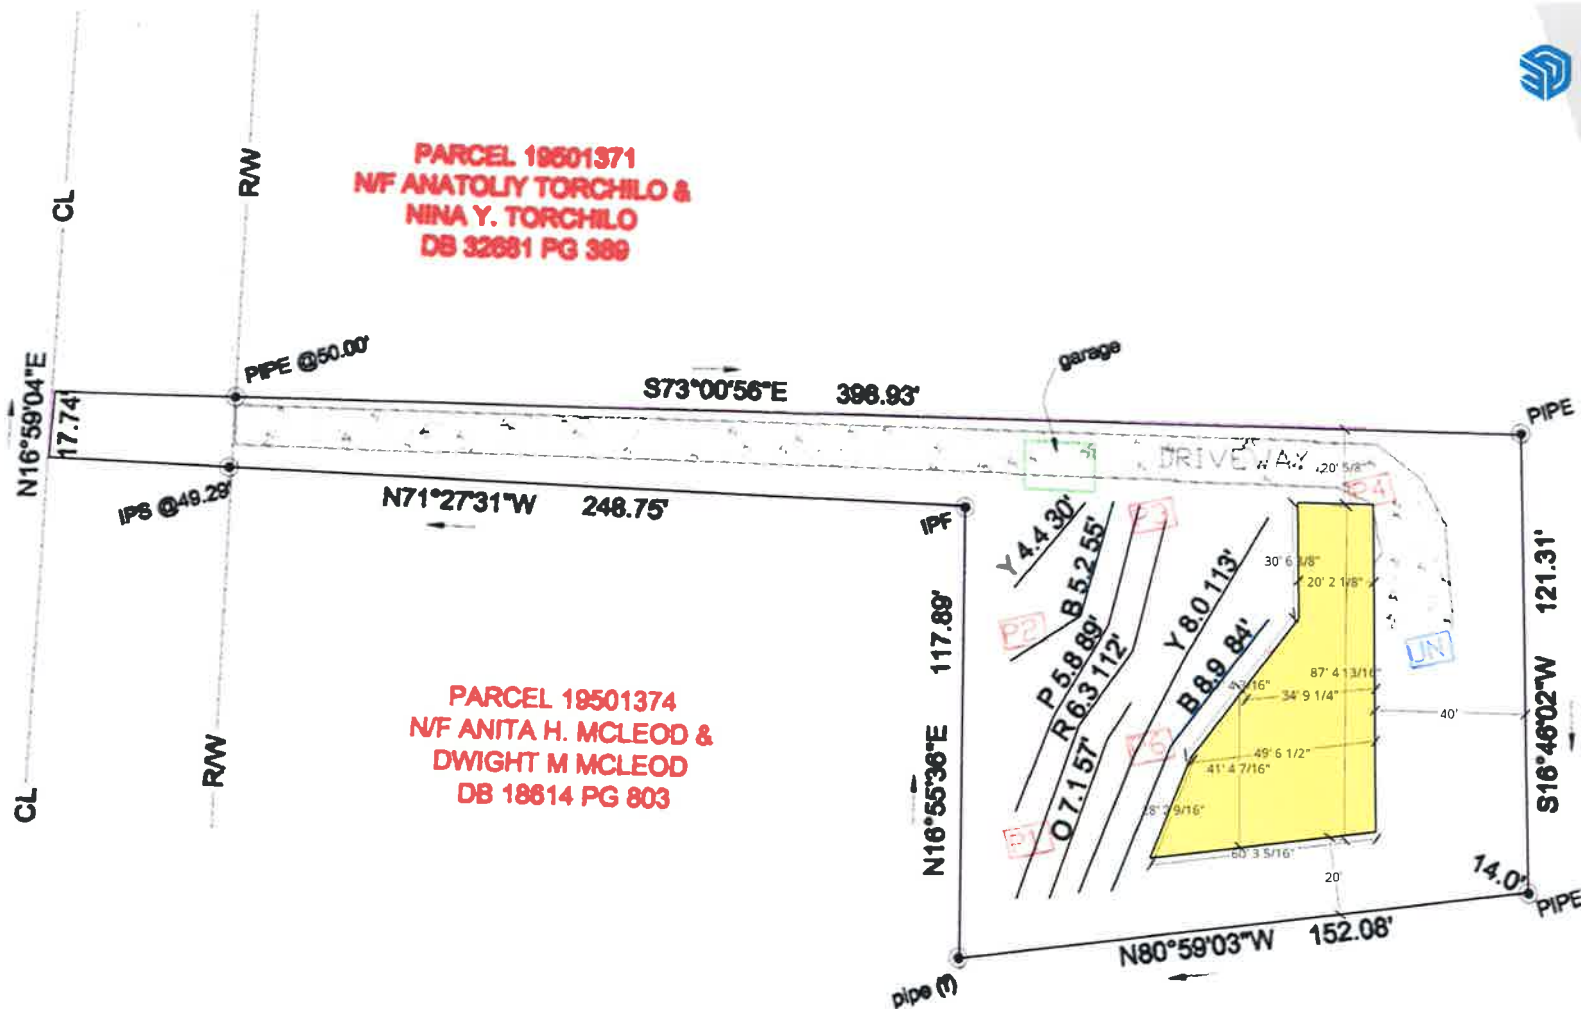 CL
R/W
PARCEL 19501371
N/F ANATOLIY TORCHILO &
NINA Y. TORCHILO
DB 32681 PG 389
N16°59'04"E
17.74'
PIPE @50.00'
S73°00'56"E 398.93'
garage
PIPE
IPS @49.29'
N71°27'31"W 248.75'
IPF
DRIVEWAY
20' 5/8"
P4
P3
Y 4.4 30'
B 5.2 55'
P2
P 5.8 89'
R 6.3 112'
Y 8.0 113'
B 8.9 84'
O 7.1 57'
P5
P1
30' 6 3/8"
20' 2 1/8"
87' 4 13/16"
34' 9 1/4"
49' 6 1/2"
41' 4 7/16"
60' 3 5/16"
20'
40'
UN
117.89'
N16°55'36"E
121.31'
S16°46'02"W
PARCEL 19501374
N/F ANITA H. MCLEOD &
DWIGHT M MCLEOD
DB 18614 PG 803
CL
R/W
14.0'
PIPE
N80°59'03"W 152.08'
pipe